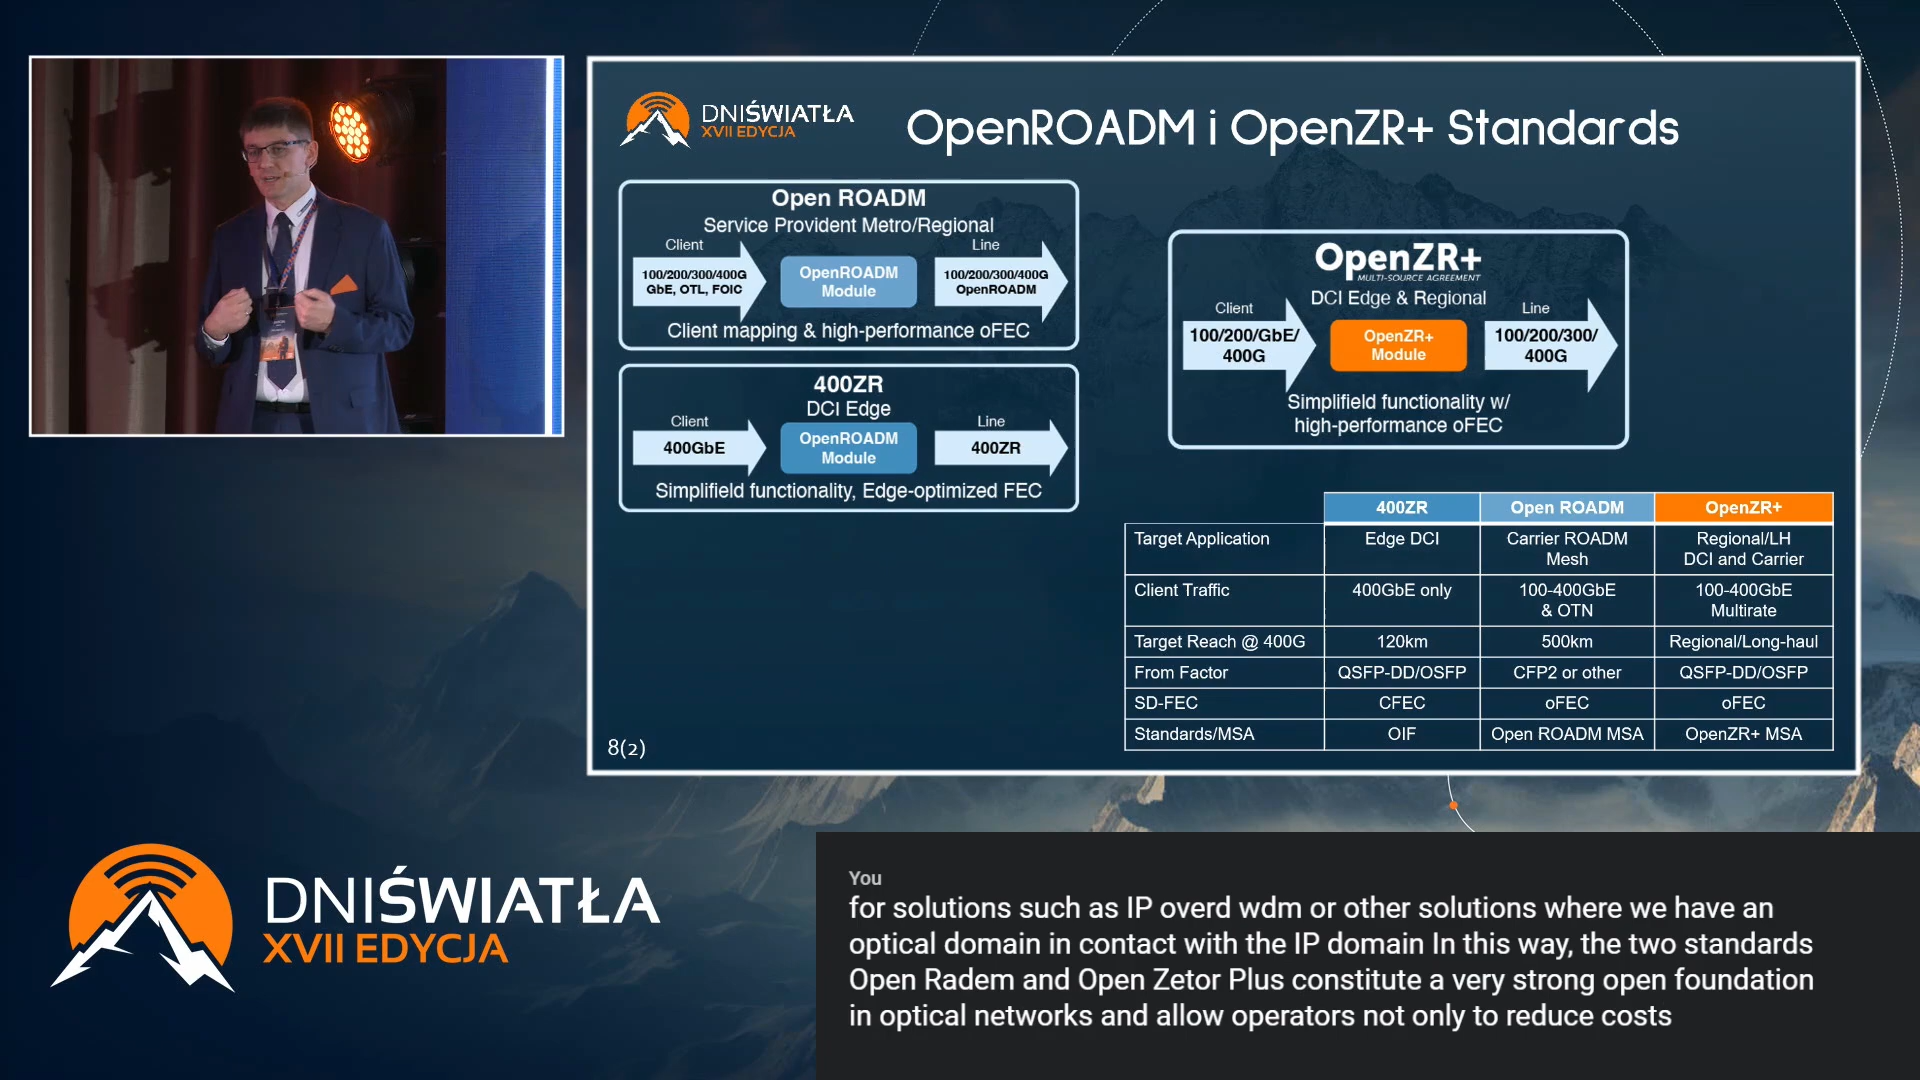 DNIŚWIATŁA
XVII EDYCJA
OpenROADM i OpenZR+ Standards
Open ROADM
Service Provident Metro/Regional
Client
Line
100/200/300/400G
GbE, OTL, FOIC
OpenROADM
Module
100/200/300/400G
OpenROADM
Client mapping & high-performance oFEC
400ZR
DCI Edge
Client
Line
400GbE
OpenROADM
Module
400ZR
Simplifield functionality, Edge-optimized FEC
OpenZR+
MULTI-SOURCE AGREEMENT
DCI Edge & Regional
Client
Line
100/200/GbE/
400G
OpenZR+
Module
100/200/300/
400G
Simplifield functionality w/
high-performance oFEC
400ZR Open ROADM OpenZR+
Target Application Edge DCI Carrier ROADM Mesh Regional/LH DCI and Carrier
Client Traffic 400GbE only 100-400GbE & OTN 100-400GbE Multirate
Target Reach @ 400G 120km 500km Regional/Long-haul
From Factor QSFP-DD/OSFP CFP2 or other QSFP-DD/OSFP
SD-FEC CFEC oFEC oFEC
Standards/MSA OIF Open ROADM MSA OpenZR+ MSA
8(2)
DNIŚWIATŁA
XVII EDYCJA
You
for solutions such as IP overd wdm or other solutions where we have an
optical domain in contact with the IP domain In this way, the two standards
Open Radem and Open Zetor Plus constitute a very strong open foundation
in optical networks and allow operators not only to reduce costs